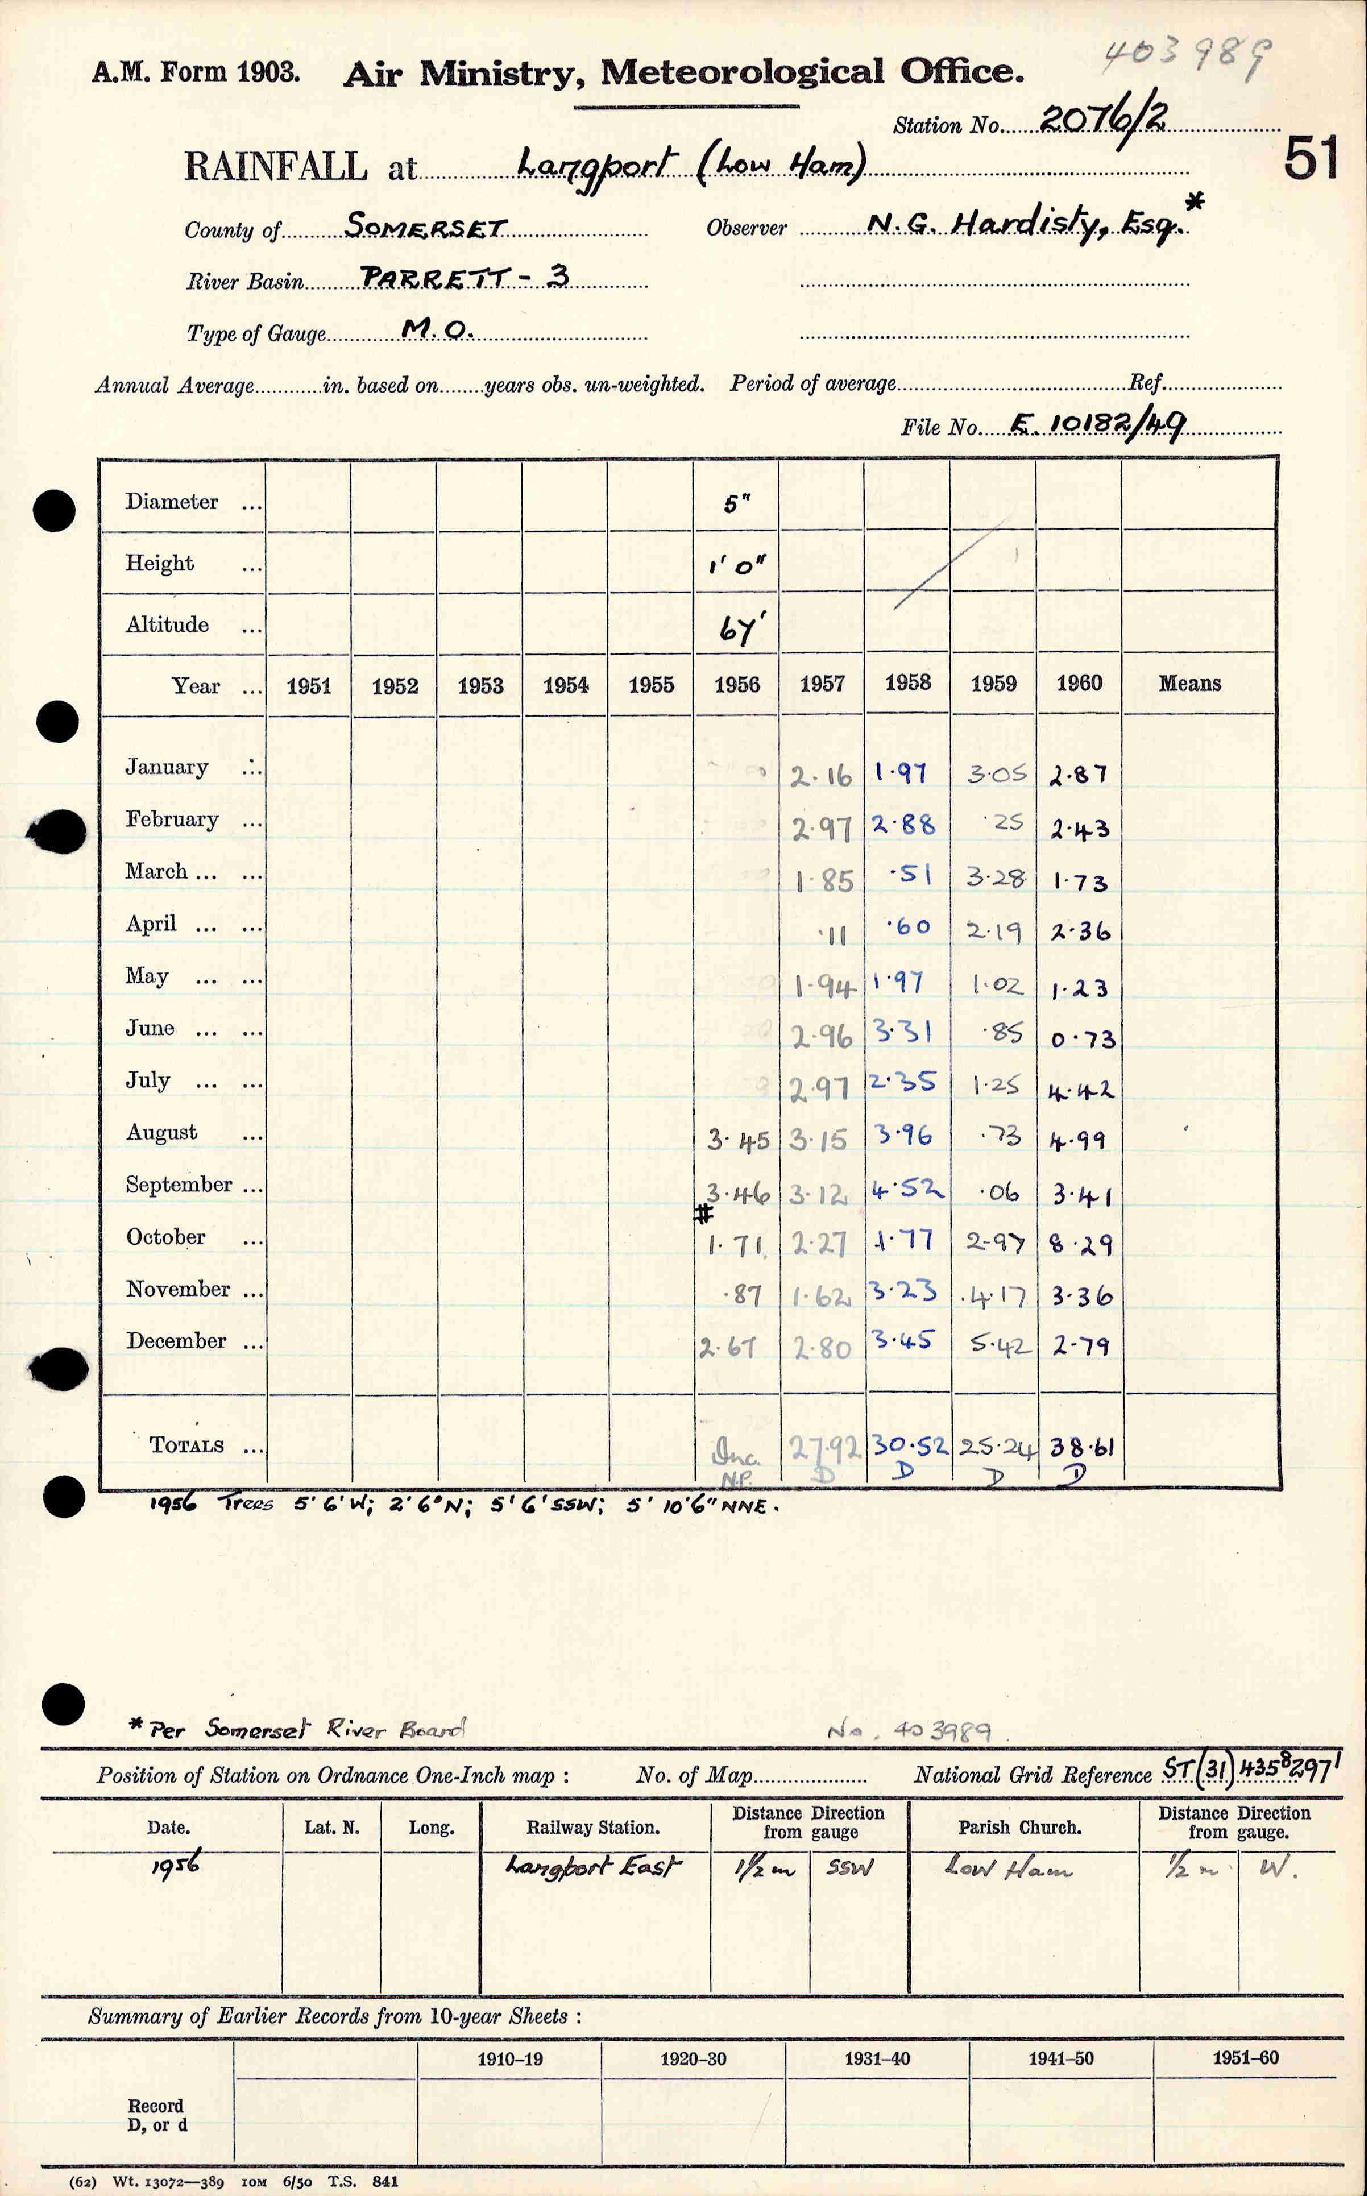 403989
A.M. Form 1903. Air Ministry, Meteorological Office.
Station No. 2076/2
51
RAINFALL at Langport (Low Ham)
County of SOMERSET Observer N.G. Hardisty, Esq.*
River Basin PARRETT - 3
Type of Gauge M.O.
Annual Average in. based on years obs. un-weighted. Period of average Ref.
File No. E. 10182/49
Diameter ... 5"
Height ... 1' 0"
Altitude ... 67'
Year ... 1951 1952 1953 1954 1955 1956 1957 1958 1959 1960 Means
January ... 2.16 1.97 3.05 2.87
February ... 2.97 2.88 .25 2.43
March ... ... 1.85 .51 3.28 1.73
April ... ... .11 .60 2.19 2.36
May ... ... 1.94 1.97 1.02 1.23
June ... ... 2.96 3.31 .85 0.73
July ... ... 2.97 2.35 1.25 4.42
August ... 3.45 3.15 3.96 .73 4.99
September ... 3.46 3.12 4.52 .06 3.41
#
October ... 1.71 2.27 1.77 2.97 8.29
November ... .87 1.62 3.23 4.17 3.36
December ... 2.67 2.80 3.45 5.42 2.79
TOTALS ... Inc. 27.92 30.52 25.24 38.61
N.P. D D D D
1956 Trees 5' 6' W; 2' 6" N; 5' 6' SSW; 5' 10'6" NNE.
* Per Somerset River Board No. 403989.
Position of Station on Ordnance One-Inch map : No. of Map National Grid Reference ST(31) 435⁸297¹
Date. Lat. N. Long. Railway Station. Distance Direction from gauge Parish Church. Distance Direction from gauge.
1956 Langport East 1½ m SSW Low Ham ½ m W.
Summary of Earlier Records from 10-year Sheets :
1910–19 1920–30 1931–40 1941–50 1951–60
Record
D, or d
(62) Wt. 13072—389 10M 6/50 T.S. 841